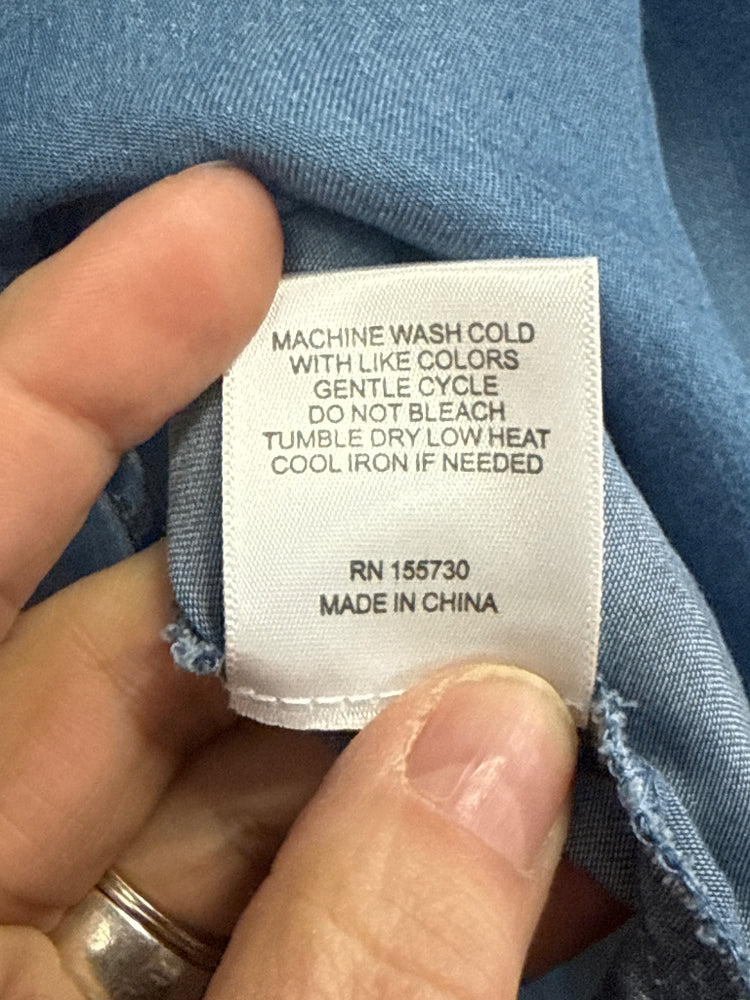 MACHINE WASH COLD
WITH LIKE COLORS
GENTLE CYCLE
DO NOT BLEACH
TUMBLE DRY LOW HEAT
COOL IRON IF NEEDED
RN 155730
MADE IN CHINA